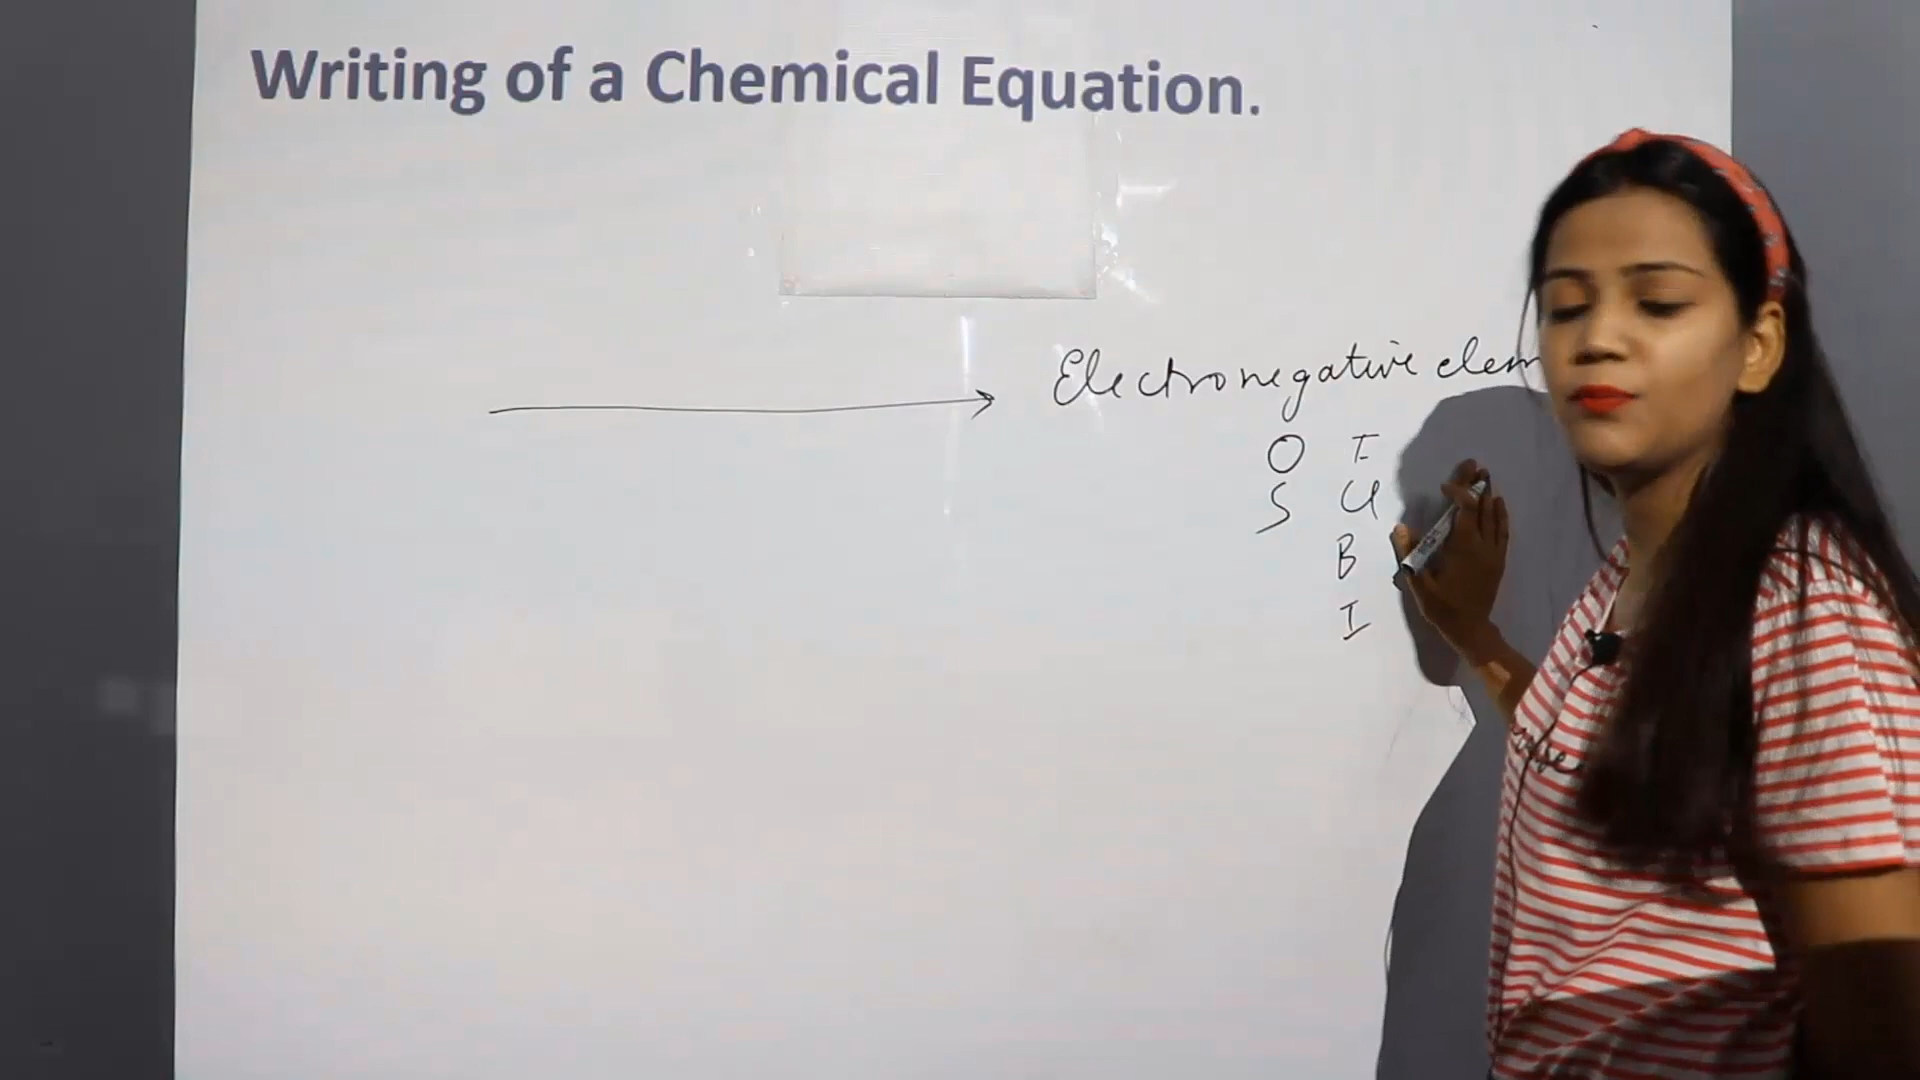 Writing of a Chemical Equation.
Electronegative elem
O F
S Cl
B
I